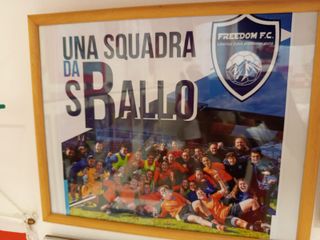 UNA SQUADRA
DA
SBALLO
FREEDOM F.C.